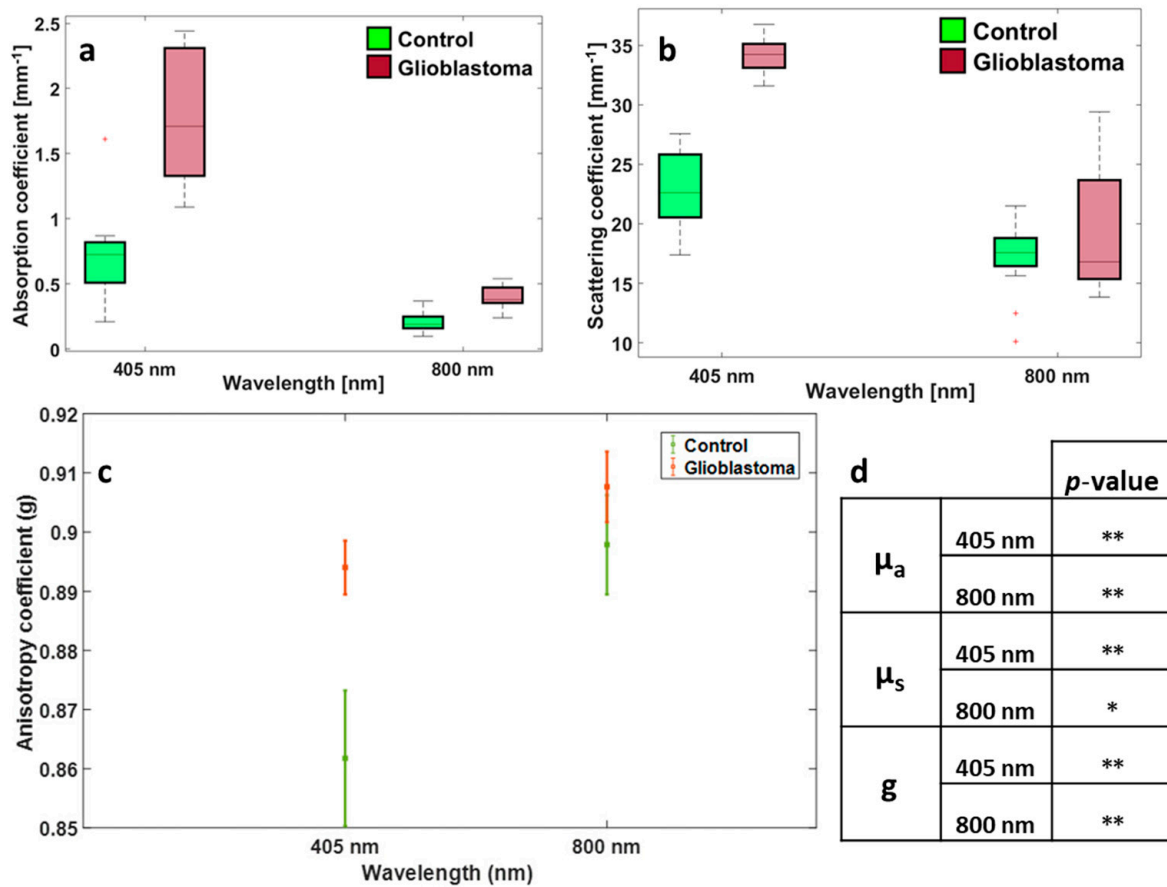 a
Control
Glioblastoma
2.5
2
1.5
1
0.5
0
Absorption coefficient [mm⁻¹]
405 nm
800 nm
Wavelength [nm]
b
Control
Glioblastoma
35
30
25
20
15
10
Scattering coefficient [mm⁻¹]
405 nm
800 nm
Wavelength [nm]
c
Control
Glioblastoma
0.92
0.91
0.9
0.89
0.88
0.87
0.86
0.85
Anisotropy coefficient (g)
405 nm
800 nm
Wavelength (nm)
d
p-value
μa
405 nm **
800 nm **
μs
405 nm **
800 nm *
g
405 nm **
800 nm **